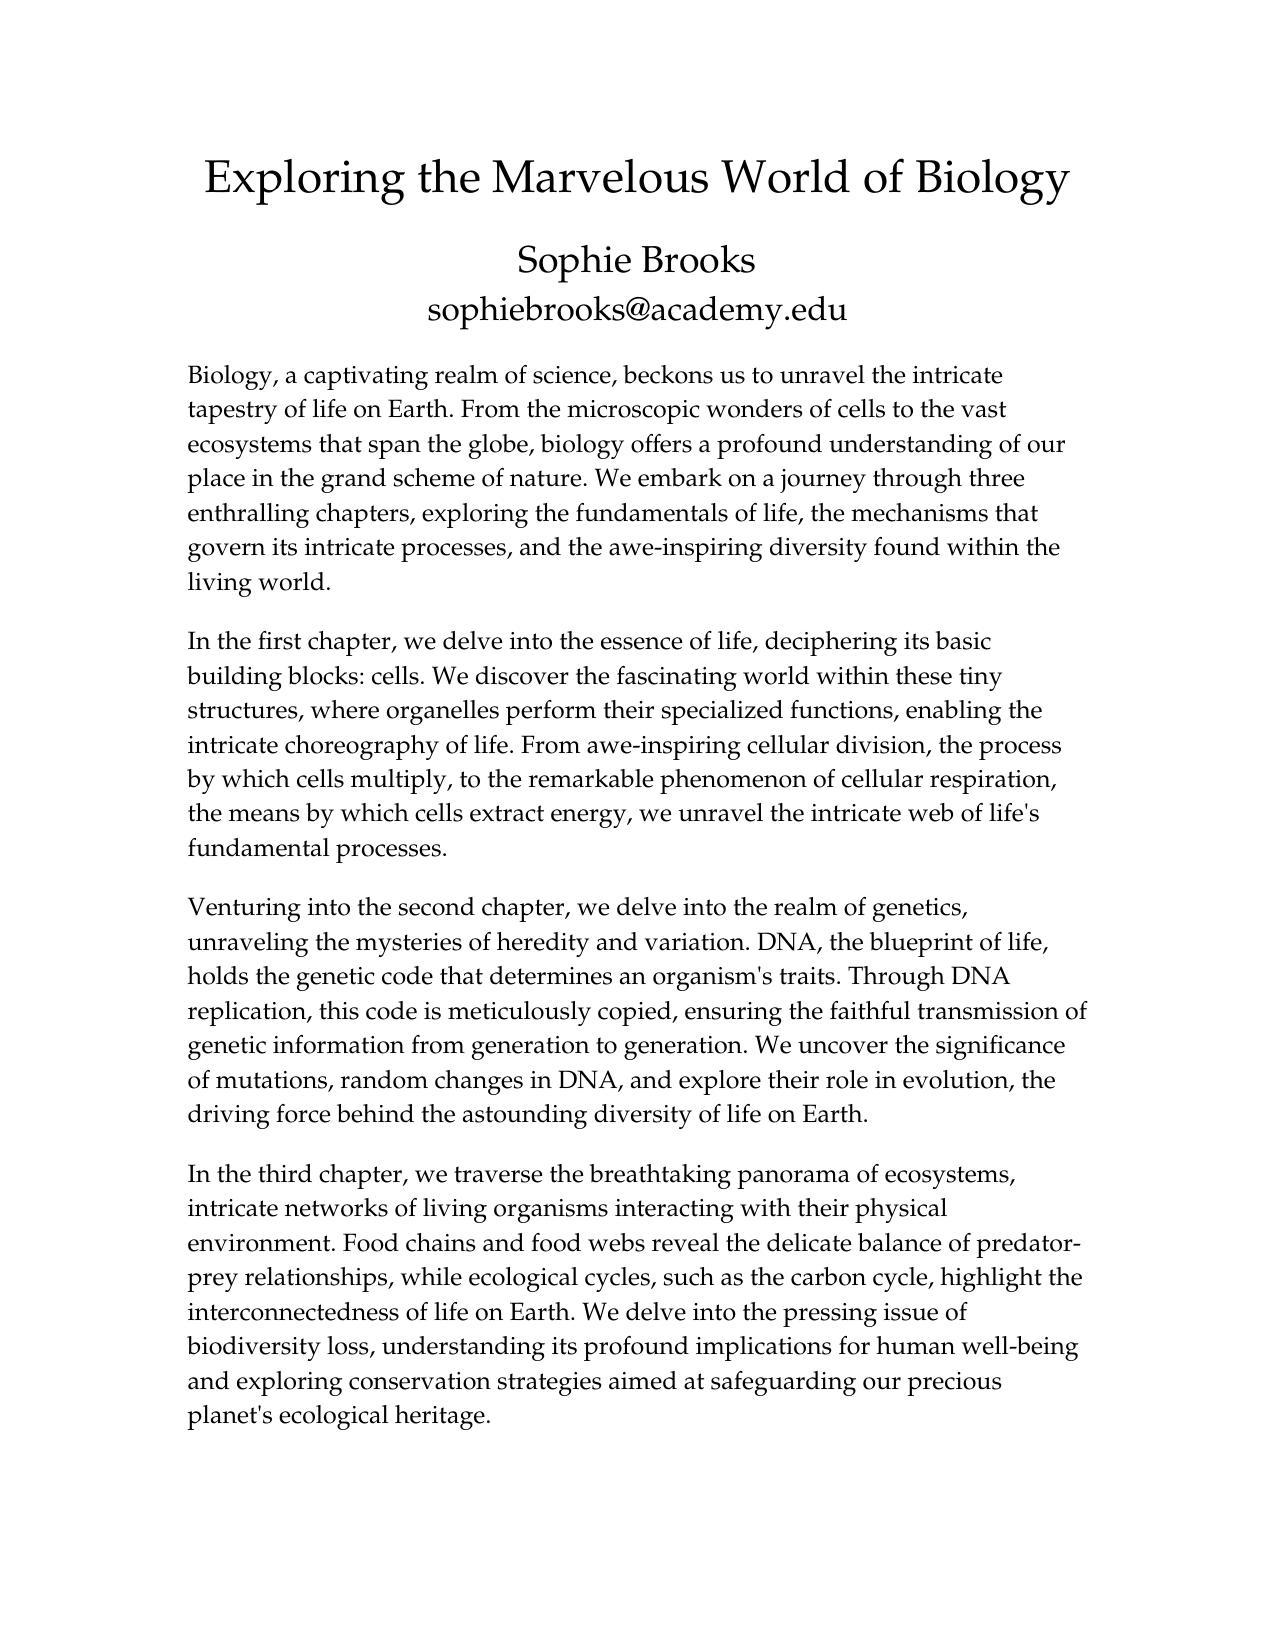 Exploring the Marvelous World of Biology
Sophie Brooks
sophiebrooks@academy.edu
Biology, a captivating realm of science, beckons us to unravel the intricate
tapestry of life on Earth. From the microscopic wonders of cells to the vast
ecosystems that span the globe, biology offers a profound understanding of our
place in the grand scheme of nature. We embark on a journey through three
enthralling chapters, exploring the fundamentals of life, the mechanisms that
govern its intricate processes, and the awe-inspiring diversity found within the
living world.
In the first chapter, we delve into the essence of life, deciphering its basic
building blocks: cells. We discover the fascinating world within these tiny
structures, where organelles perform their specialized functions, enabling the
intricate choreography of life. From awe-inspiring cellular division, the process
by which cells multiply, to the remarkable phenomenon of cellular respiration,
the means by which cells extract energy, we unravel the intricate web of life's
fundamental processes.
Venturing into the second chapter, we delve into the realm of genetics,
unraveling the mysteries of heredity and variation. DNA, the blueprint of life,
holds the genetic code that determines an organism's traits. Through DNA
replication, this code is meticulously copied, ensuring the faithful transmission of
genetic information from generation to generation. We uncover the significance
of mutations, random changes in DNA, and explore their role in evolution, the
driving force behind the astounding diversity of life on Earth.
In the third chapter, we traverse the breathtaking panorama of ecosystems,
intricate networks of living organisms interacting with their physical
environment. Food chains and food webs reveal the delicate balance of predator-
prey relationships, while ecological cycles, such as the carbon cycle, highlight the
interconnectedness of life on Earth. We delve into the pressing issue of
biodiversity loss, understanding its profound implications for human well-being
and exploring conservation strategies aimed at safeguarding our precious
planet's ecological heritage.